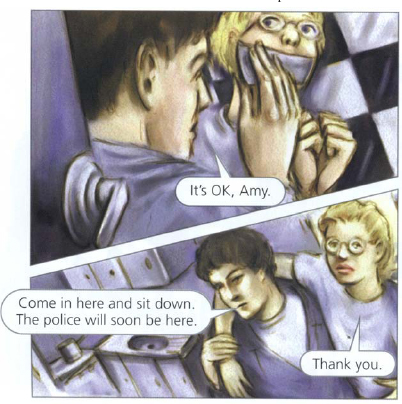 It's OK, Amy.
Come in here and sit down.
The police will soon be here.
Thank you.